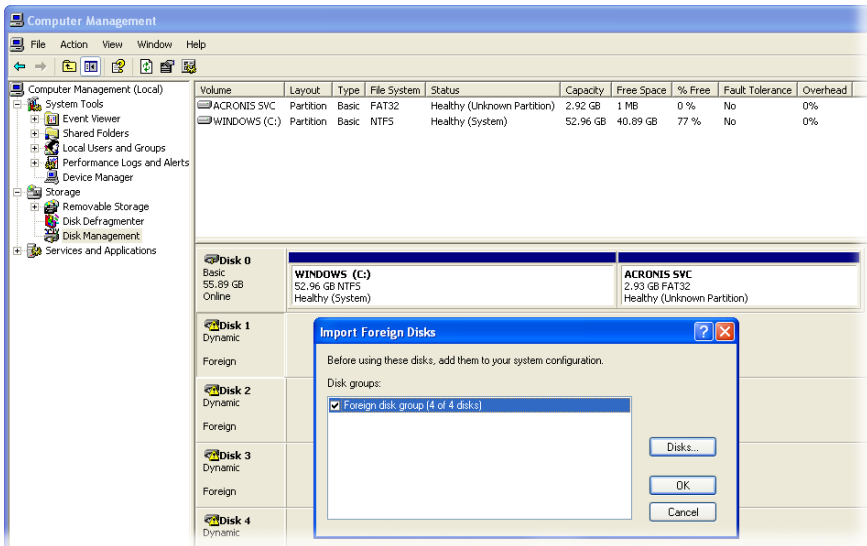 Computer Management
File Action View Window Help
Computer Management (Local)
System Tools
Event Viewer
Shared Folders
Local Users and Groups
Performance Logs and Alerts
Device Manager
Storage
Removable Storage
Disk Defragmenter
Disk Management
Services and Applications
Volume Layout Type File System Status Capacity Free Space % Free Fault Tolerance Overhead
ACRONIS SVC Partition Basic FAT32 Healthy (Unknown Partition) 2.92 GB 1 MB 0 % No 0%
WINDOWS (C:) Partition Basic NTFS Healthy (System) 52.96 GB 40.89 GB 77 % No 0%
Disk 0
Basic
55.89 GB
Online
WINDOWS (C:)
52.96 GB NTFS
Healthy (System)
ACRONIS SVC
2.93 GB FAT32
Healthy (Unknown Partition)
Disk 1
Dynamic
Foreign
Disk 2
Dynamic
Foreign
Disk 3
Dynamic
Foreign
Disk 4
Dynamic
Import Foreign Disks
Before using these disks, add them to your system configuration.
Disk groups:
Foreign disk group (4 of 4 disks)
Disks...
OK
Cancel